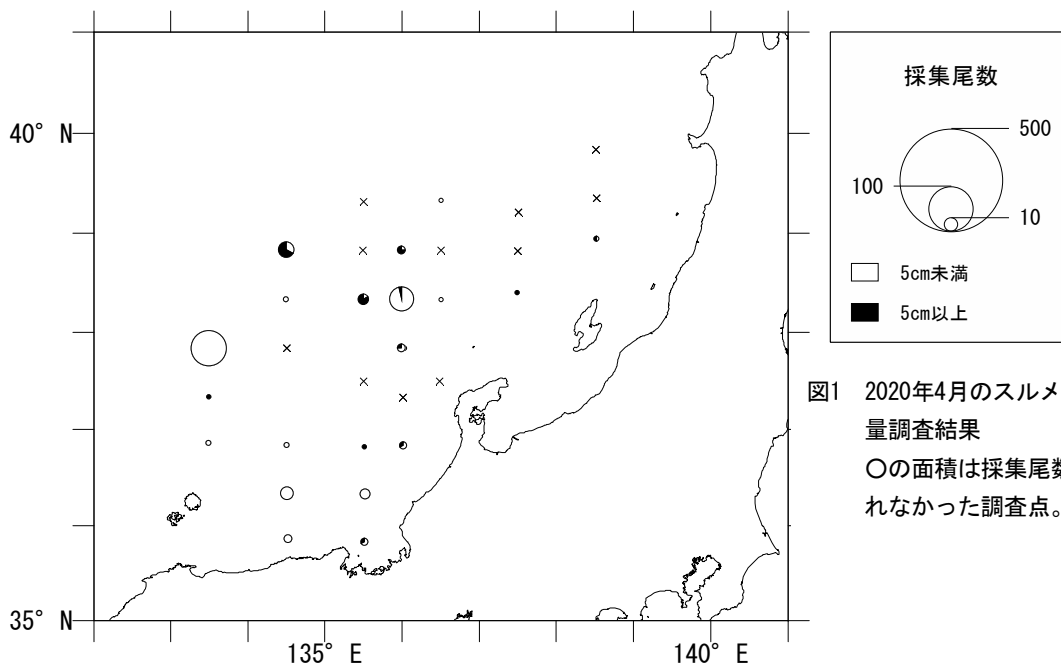 40° N
35° N
135° E
140° E
採集尾数
500
100
10
5cm未満
5cm以上
図1 2020年4月のスルメ
量調査結果
○の面積は採集尾数
れなかった調査点。